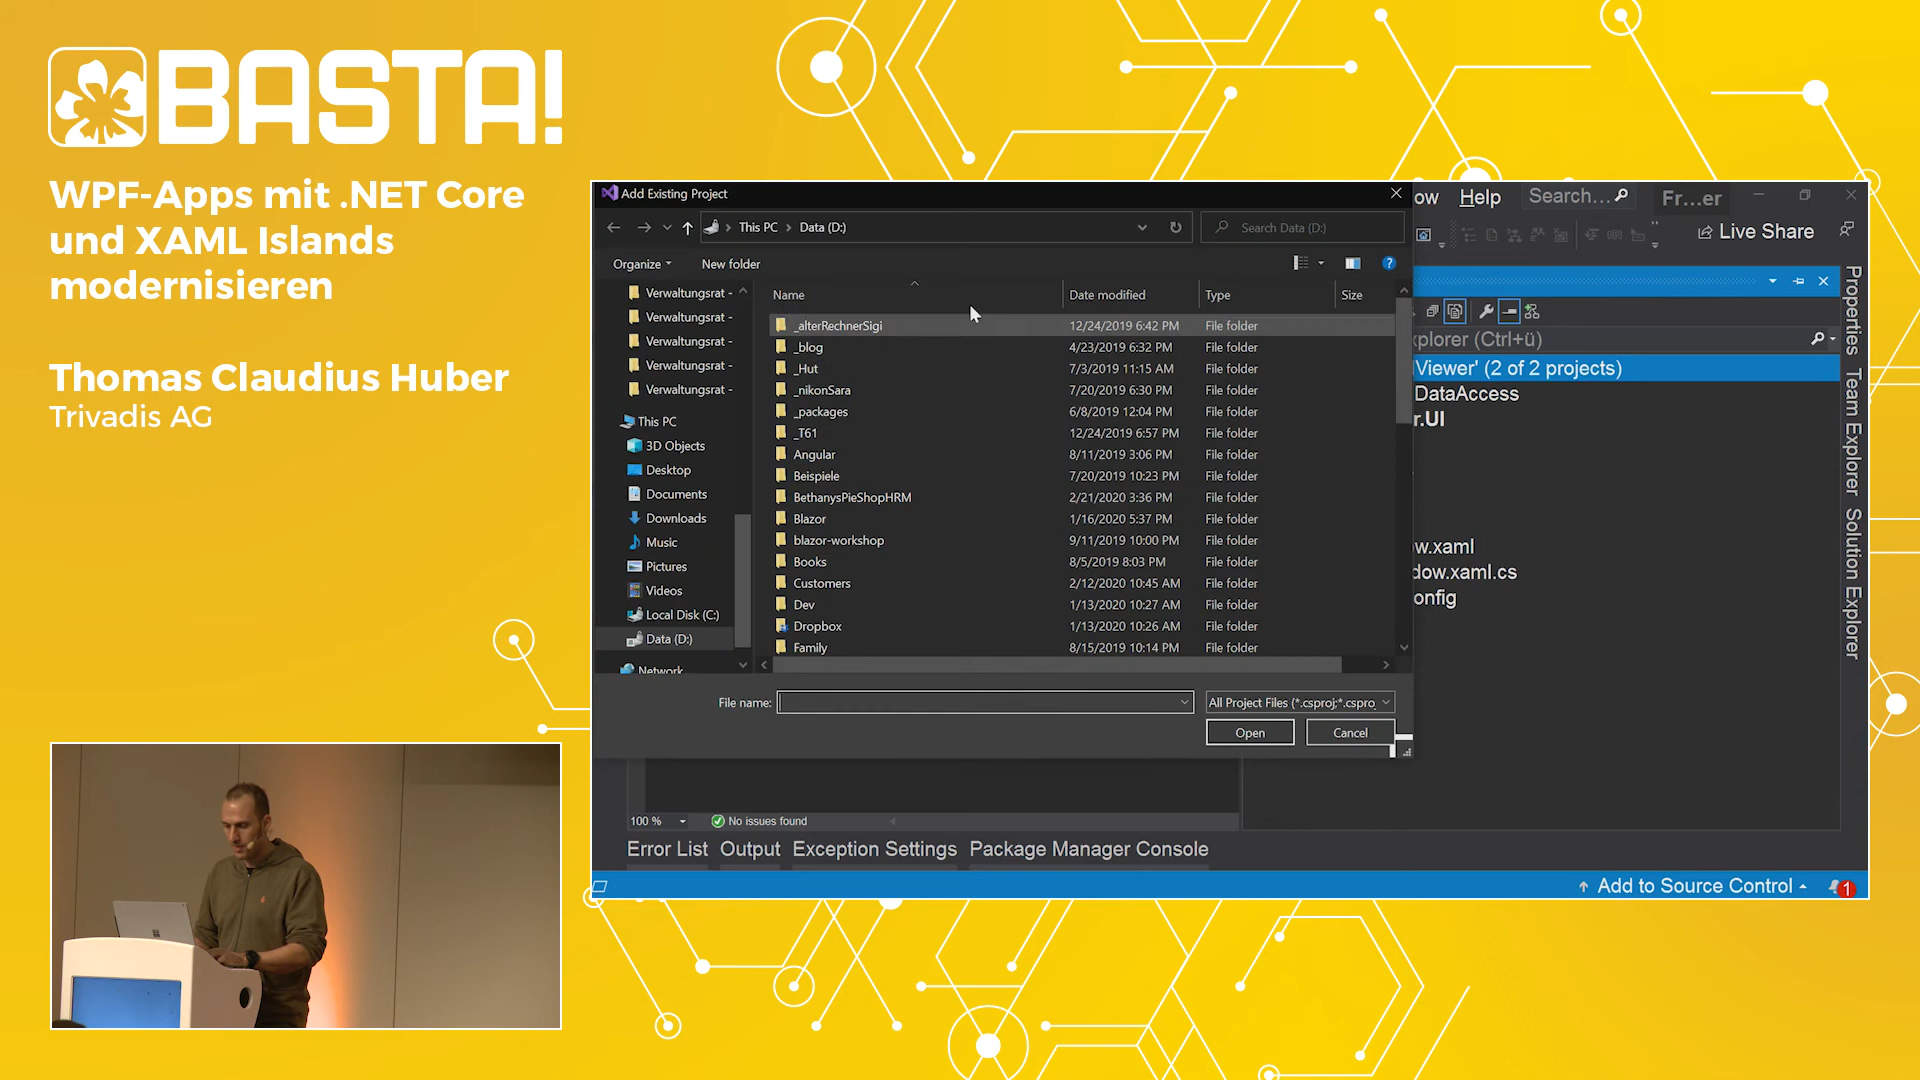 BASTA!
WPF-Apps mit .NET Core
und XAML Islands
modernisieren
Thomas Claudius Huber
Trivadis AG
Add Existing Project
This PC
Data (D:)
Search Data (D:)
Organize
New folder
Verwaltungsrat -
Verwaltungsrat -
Verwaltungsrat -
Verwaltungsrat -
Verwaltungsrat -
This PC
3D Objects
Desktop
Documents
Downloads
Music
Pictures
Videos
Local Disk (C:)
Data (D:)
Network
Name Date modified Type Size
_alterRechnerSigi 12/24/2019 6:42 PM File folder
_blog 4/23/2019 6:32 PM File folder
_Hut 7/3/2019 11:15 AM File folder
_nikonSara 7/20/2019 6:30 PM File folder
_packages 6/8/2019 12:04 PM File folder
_T61 12/24/2019 6:57 PM File folder
Angular 8/11/2019 3:06 PM File folder
Beispiele 7/20/2019 10:23 PM File folder
BethanysPieShopHRM 2/21/2020 3:36 PM File folder
Blazor 1/16/2020 5:37 PM File folder
blazor-workshop 9/11/2019 10:00 PM File folder
Books 8/5/2019 8:03 PM File folder
Customers 2/12/2020 10:45 AM File folder
Dev 1/13/2020 10:27 AM File folder
Dropbox 1/13/2020 10:26 AM File folder
Family 8/15/2019 10:14 PM File folder
File name:
All Project Files (*.csproj;*.cspro
Open
Cancel
ow Help Search... Fr...er
Live Share
xplorer (Ctrl+ü)
Viewer' (2 of 2 projects)
DataAccess
r.UI
w.xaml
dow.xaml.cs
onfig
Properties
Team Explorer
Solution Explorer
100 %
No issues found
Error List Output Exception Settings Package Manager Console
Add to Source Control
1